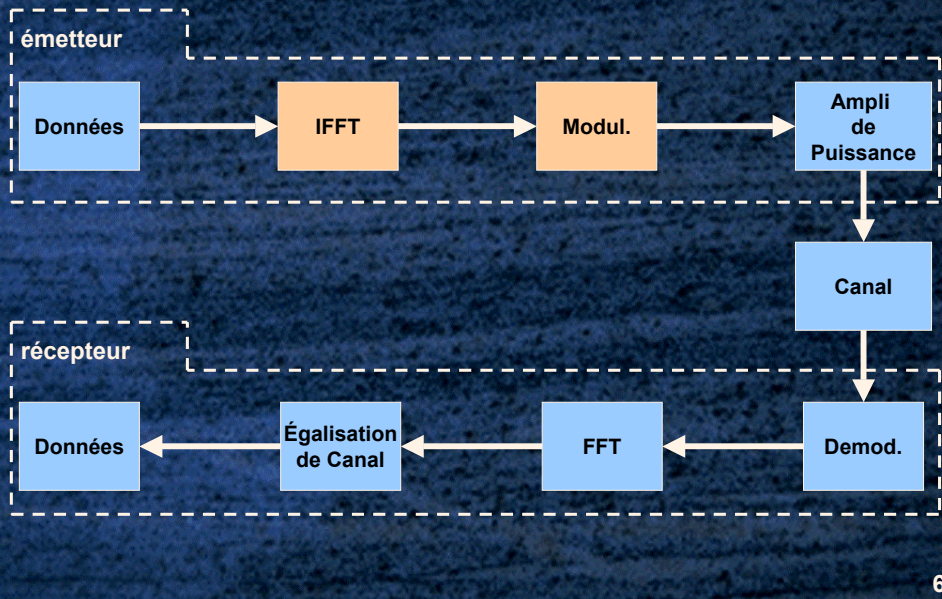 émetteur
Données
IFFT
Modul.
Ampli
de
Puissance
Canal
récepteur
Données
Égalisation
de Canal
FFT
Demod.
6